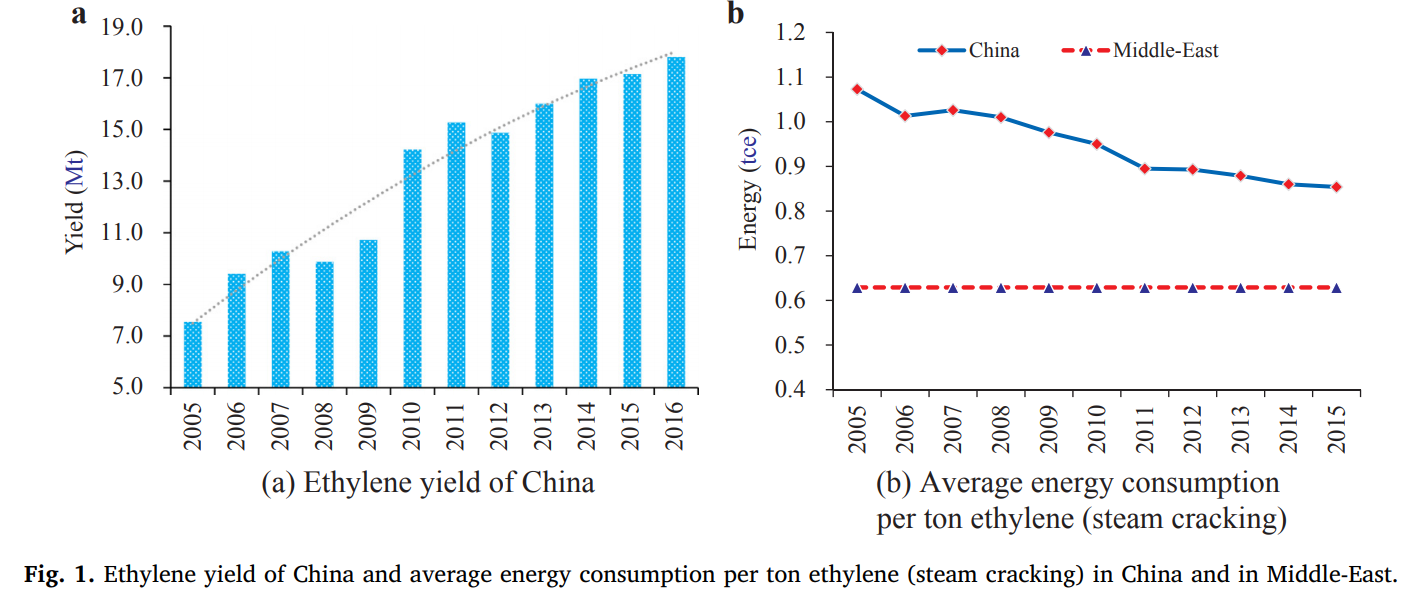 a
19.0
17.0
15.0
13.0
11.0
9.0
7.0
5.0
Yield (Mt)
2005 2006 2007 2008 2009 2010 2011 2012 2013 2014 2015 2016
(a) Ethylene yield of China
b
1.2
1.1
1.0
0.9
0.8
0.7
0.6
0.5
0.4
Energy (tce)
China Middle-East
2005 2006 2007 2008 2009 2010 2011 2012 2013 2014 2015
(b) Average energy consumption
per ton ethylene (steam cracking)
Fig. 1. Ethylene yield of China and average energy consumption per ton ethylene (steam cracking) in China and in Middle-East.